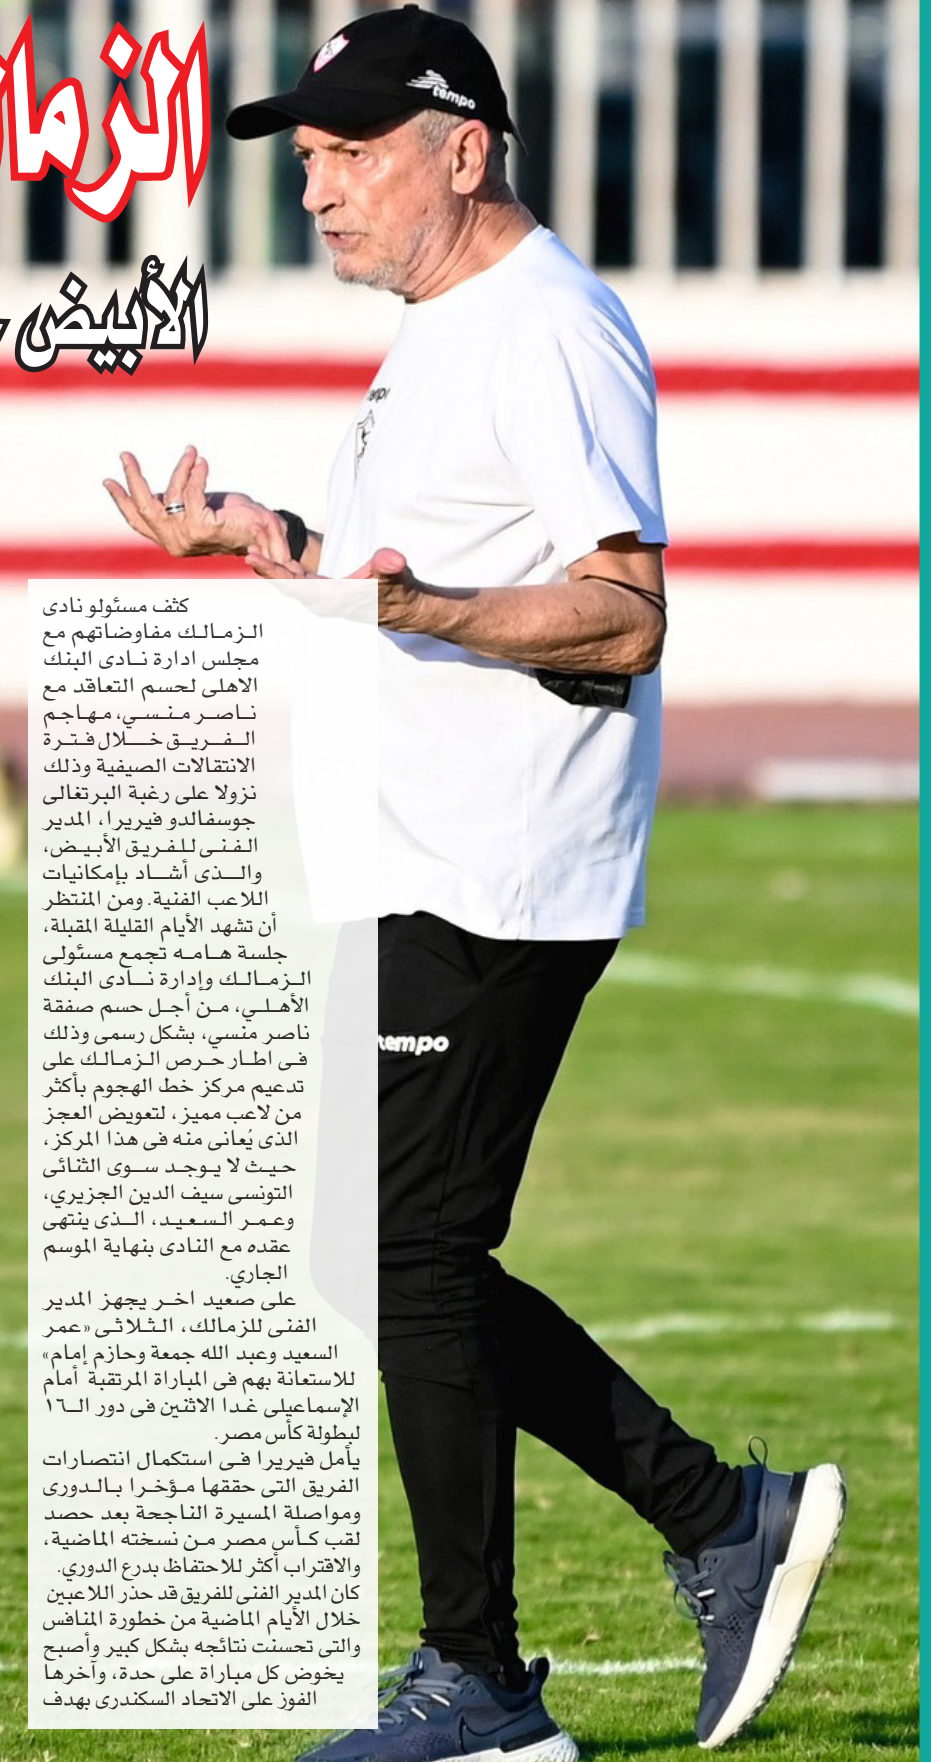 الأبيض
tempo
tempo
tempo
كثف مسئولو نادى
الزمالك مفاوضاتهم مع
مجلس ادارة نادى البنك
الاهلى لحسم التعاقد مع
ناصر منسي، مهاجم
الفريق خلال فترة
الانتقالات الصيفية وذلك
نزولا على رغبة البرتغالى
جوسفالدو فيريرا، المدير
الفنى للفريق الأبيض،
والذى أشاد بإمكانيات
اللاعب الفنية. ومن المنتظر
أن تشهد الأيام القليلة المقبلة،
جلسة هامه تجمع مسئولى
الزمالك وإدارة نادى البنك
الأهلي، من أجل حسم صفقة
ناصر منسي، بشكل رسمى وذلك
فى اطار حرص الزمالك على
تدعيم مركز خط الهجوم بأكثر
من لاعب مميز، لتعويض العجز
الذى يُعانى منه فى هذا المركز،
حيث لا يوجد سوى الثنائى
التونسى سيف الدين الجزيري،
وعمر السعيد، الذى ينتهى
عقده مع النادى بنهاية الموسم
الجاري.
على صعيد اخر يجهز المدير
الفنى للزمالك، الثلاثى «عمر
السعيد وعبد الله جمعة وحازم إمام»
للاستعانة بهم فى المباراة المرتقبة أمام
الإسماعيلى غدا الاثنين فى دور الـ١٦
لبطولة كأس مصر.
يأمل فيريرا فى استكمال انتصارات
الفريق التى حققها مؤخرا بالدورى
ومواصلة المسيرة الناجحة بعد حصد
لقب كأس مصر من نسخته الماضية،
والاقتراب أكثر للاحتفاظ بدرع الدوري.
كان المدير الفنى للفريق قد حذر اللاعبين
خلال الأيام الماضية من خطورة المنافس
والتى تحسنت نتائجه بشكل كبير وأصبح
يخوض كل مباراة على حدة، وآخرها
الفوز على الاتحاد السكندرى بهدف